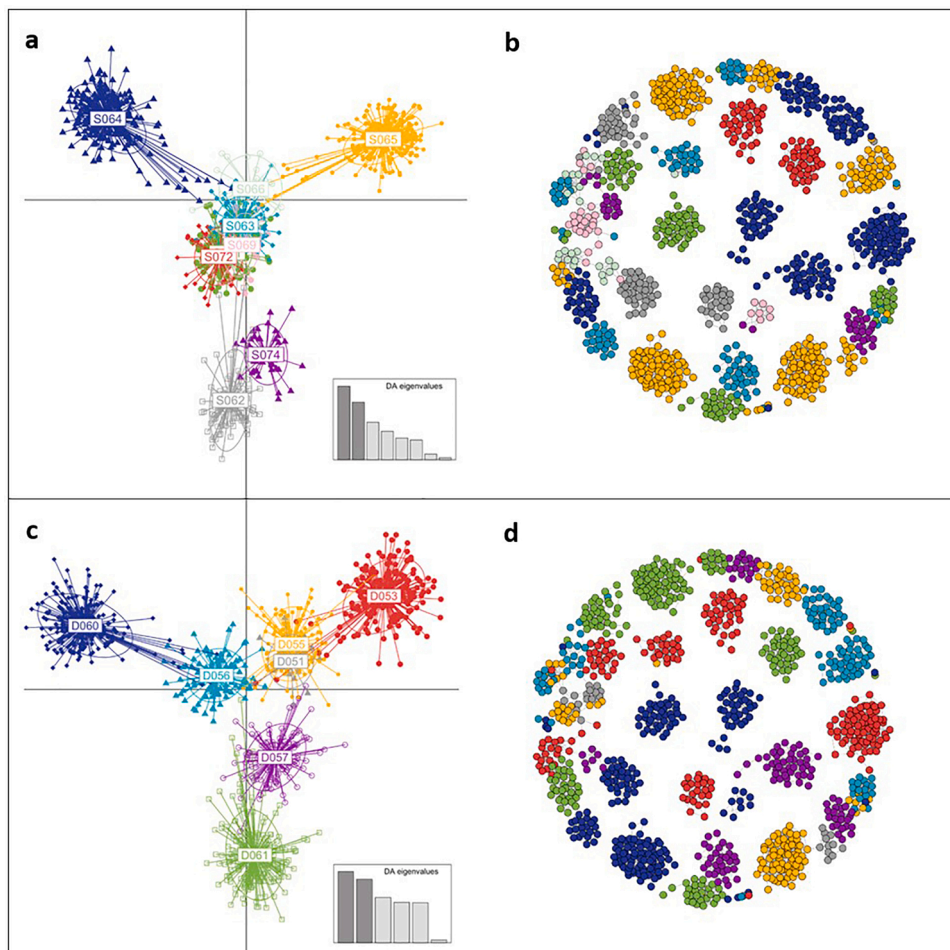 a
b
S064
S065
S066
S063
S069
S072
S074
S062
DA eigenvalues
c
d
D060
D053
D055
D051
D056
D057
D061
DA eigenvalues